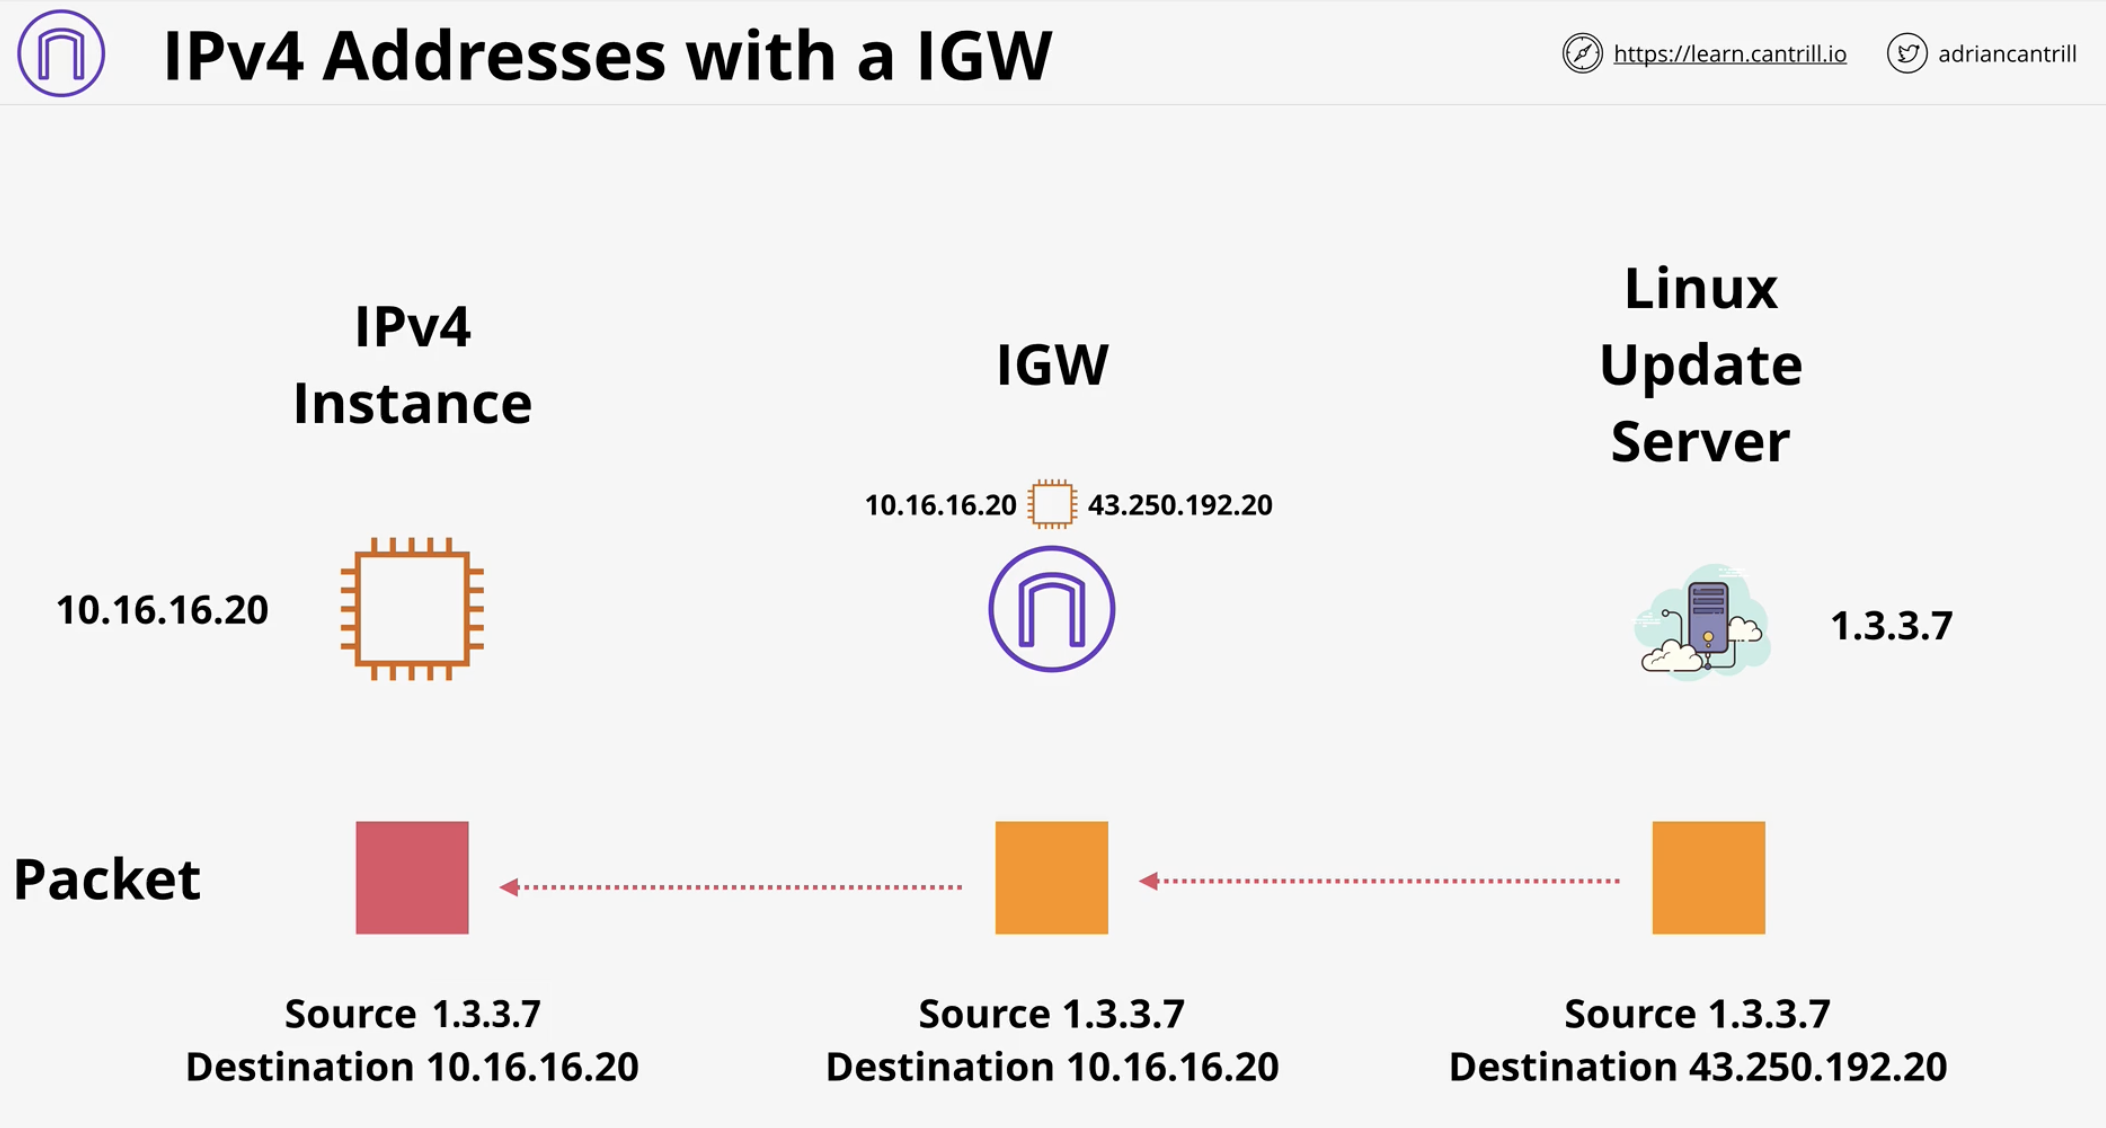 IPv4 Addresses with a IGW
https://learn.cantrill.io
adriancantrill
IPv4
Instance
IGW
Linux
Update
Server
10.16.16.20
43.250.192.20
10.16.16.20
1.3.3.7
Packet
Source 1.3.3.7
Destination 10.16.16.20
Source 1.3.3.7
Destination 10.16.16.20
Source 1.3.3.7
Destination 43.250.192.20